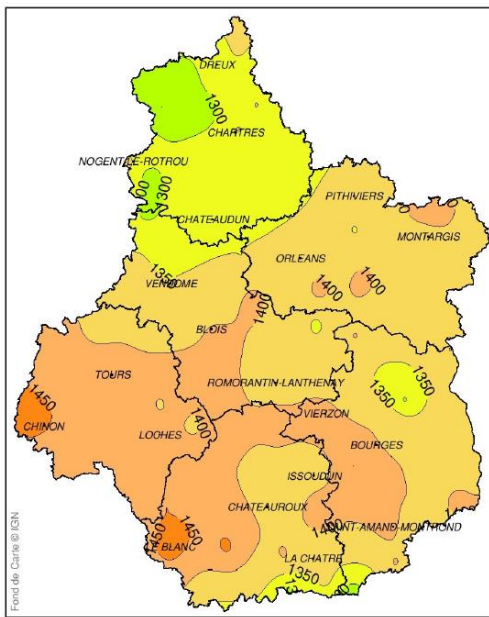 DREUX
1300
CHARTRES
NOGENT-LE-ROTROU
1300
CHATEAUDUN
PITHIVIERS
MONTARGIS
ORLEANS
1350
VENDOME
1400
1400
BLOIS
TOURS
ROMORANTIN-LANTHENAY
1350
1350
1450
CHINON
1400
LOCHES
VIERZON
BOURGES
ISSOUDUN
CHATEAUROUX
1450
1450
LE BLANC
1400
SAINT-AMAND-MONTROND
LA CHATRE
1350
Fond de Carte © IGN